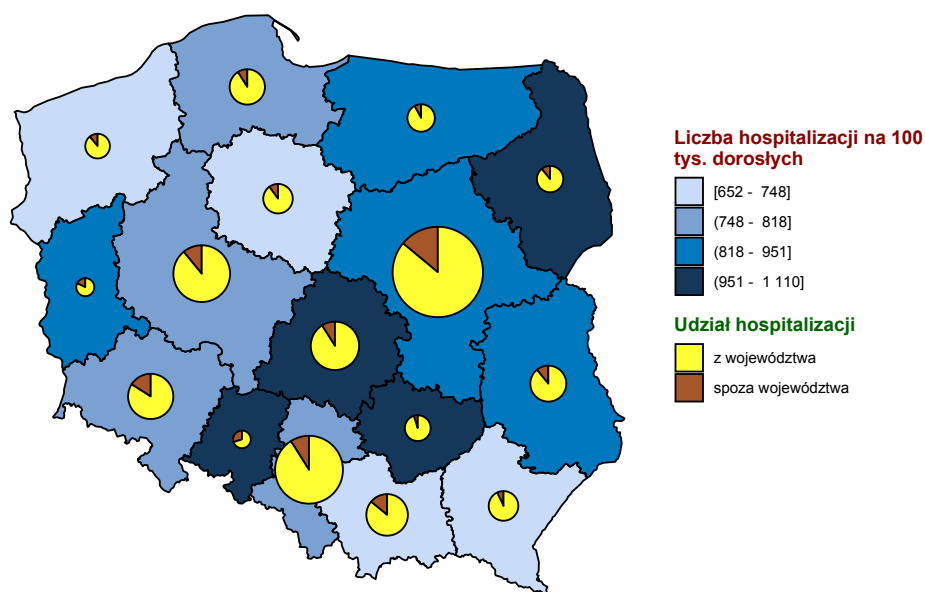 Liczba hospitalizacji na 100
tys. dorosłych
[652 - 748]
(748 - 818]
(818 - 951]
(951 - 1 110]
Udział hospitalizacji
z województwa
spoza województwa